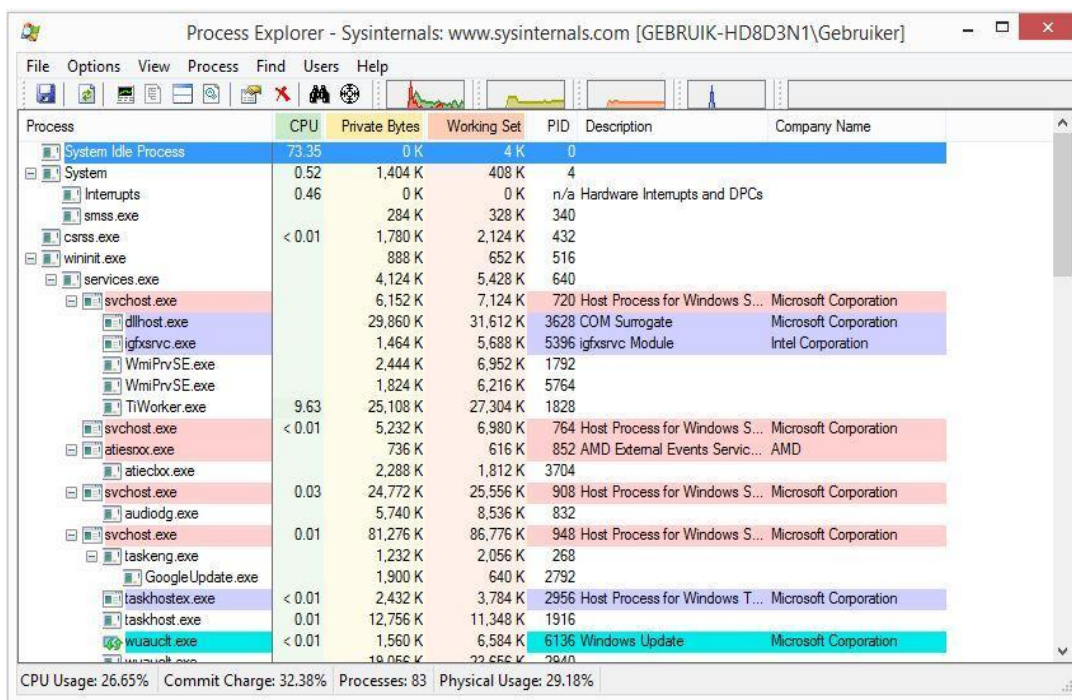 Process Explorer - Sysinternals: www.sysinternals.com [GEBRUIK-HD8D3N1\Gebruiker]
File Options View Process Find Users Help
Process CPU Private Bytes Working Set PID Description Company Name
System Idle Process 73.35 0 K 4 K 0
System 0.52 1,404 K 408 K 4
Interrupts 0.46 0 K 0 K n/a Hardware Interrupts and DPCs
smss.exe 284 K 328 K 340
csrss.exe < 0.01 1,780 K 2,124 K 432
wininit.exe 888 K 652 K 516
services.exe 4,124 K 5,428 K 640
svchost.exe 6,152 K 7,124 K 720 Host Process for Windows S... Microsoft Corporation
dllhost.exe 29,860 K 31,612 K 3628 COM Surrogate Microsoft Corporation
igfxsrvc.exe 1,464 K 5,688 K 5396 igfxsrvc Module Intel Corporation
WmiPrvSE.exe 2,444 K 6,952 K 1792
WmiPrvSE.exe 1,824 K 6,216 K 5764
TiWorker.exe 9.63 25,108 K 27,304 K 1828
svchost.exe < 0.01 5,232 K 6,980 K 764 Host Process for Windows S... Microsoft Corporation
atiesrxx.exe 736 K 616 K 852 AMD External Events Servic... AMD
atieclxx.exe 2,288 K 1,812 K 3704
svchost.exe 0.03 24,772 K 25,556 K 908 Host Process for Windows S... Microsoft Corporation
audiodg.exe 5,740 K 8,536 K 832
svchost.exe 0.01 81,276 K 86,776 K 948 Host Process for Windows S... Microsoft Corporation
taskeng.exe 1,232 K 2,056 K 268
GoogleUpdate.exe 1,900 K 640 K 2792
taskhostex.exe < 0.01 2,432 K 3,784 K 2956 Host Process for Windows T... Microsoft Corporation
taskhost.exe 0.01 12,756 K 11,348 K 1916
wuauclt.exe < 0.01 1,560 K 6,584 K 6136 Windows Update Microsoft Corporation
wuauclt.exe 19,056 K 23,656 K 2940
CPU Usage: 26.65% Commit Charge: 32.38% Processes: 83 Physical Usage: 29.18%